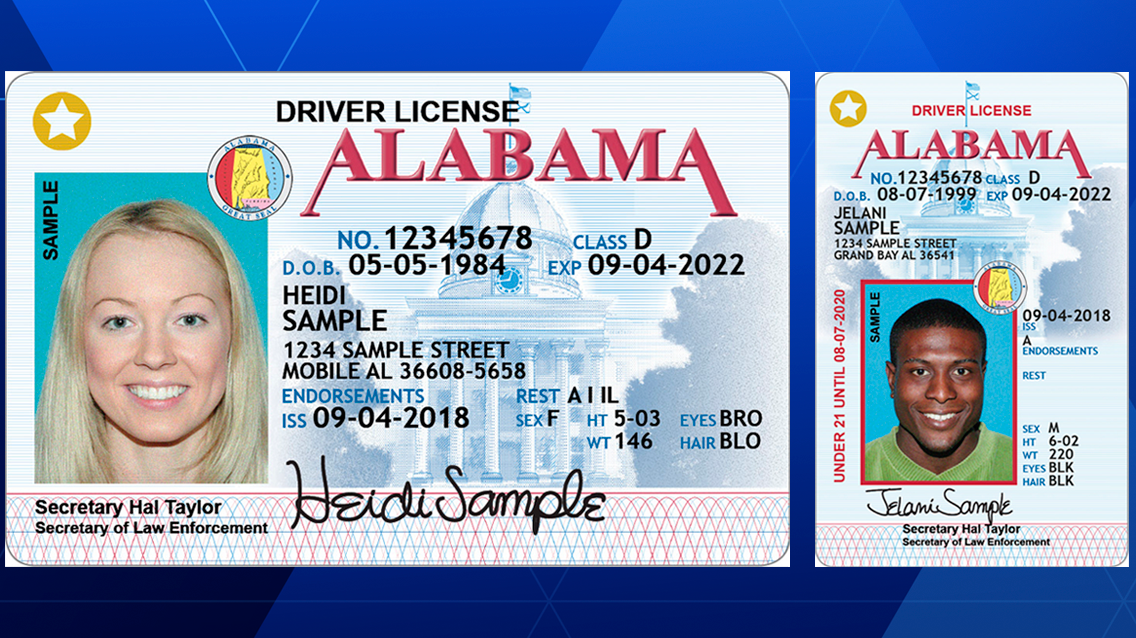 DRIVER LICENSE
ALABAMA
ALABAMA
GREAT SEAL
SAMPLE
NO. 12345678 CLASS D
D.O.B. 05-05-1984 EXP 09-04-2022
HEIDI
SAMPLE
1234 SAMPLE STREET
MOBILE AL 36608-5658
ENDORSEMENTS REST A I IL
ISS 09-04-2018 SEX F HT 5-03 EYES BRO
WT 146 HAIR BLO
Heidi Sample
Secretary Hal Taylor
Secretary of Law Enforcement
DRIVER LICENSE
ALABAMA
NO. 12345678 CLASS D
D.O.B. 08-07-1999 EXP 09-04-2022
JELANI
SAMPLE
1234 SAMPLE STREET
GRAND BAY AL 36541
UNDER 21 UNTIL 08-07-2020
SAMPLE
09-04-2018
ISS
A
ENDORSEMENTS
REST
SEX M
HT 6-02
WT 220
EYES BLK
HAIR BLK
Jelani Sample
Secretary Hal Taylor
Secretary of Law Enforcement